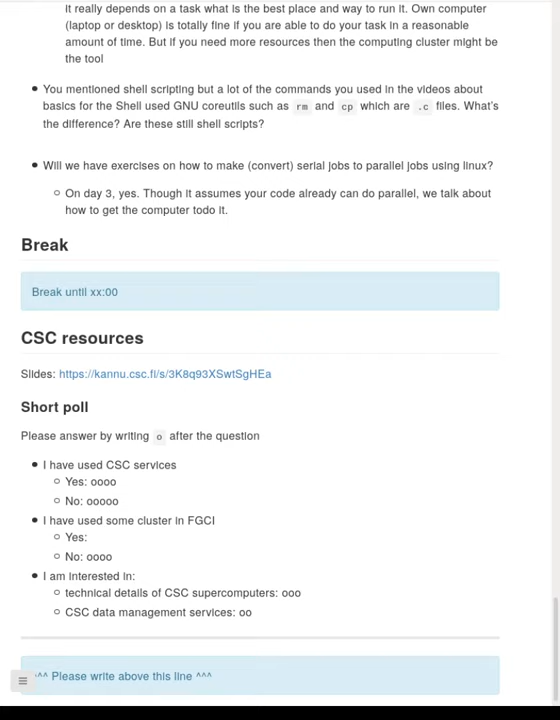 it really depends on a task what is the best place and way to run it. Own computer
(laptop or desktop) is totally fine if you are able to do your task in a reasonable
amount of time. But if you need more resources then the computing cluster might be
the tool
You mentioned shell scripting but a lot of the commands you used in the videos about
basics for the Shell used GNU coreutils such as rm and cp which are .c files. What's
the difference? Are these still shell scripts?
Will we have exercises on how to make (convert) serial jobs to parallel jobs using linux?
On day 3, yes. Though it assumes your code already can do parallel, we talk about
how to get the computer todo it.
Break
Break until xx:00
CSC resources
Slides: https://kannu.csc.fi/s/3K8q93XSwtSgHEa
Short poll
Please answer by writing o after the question
I have used CSC services
Yes: oooo
No: ooooo
I have used some cluster in FGCI
Yes:
No: oooo
I am interested in:
technical details of CSC supercomputers: ooo
CSC data management services: oo
^^ Please write above this line ^^^